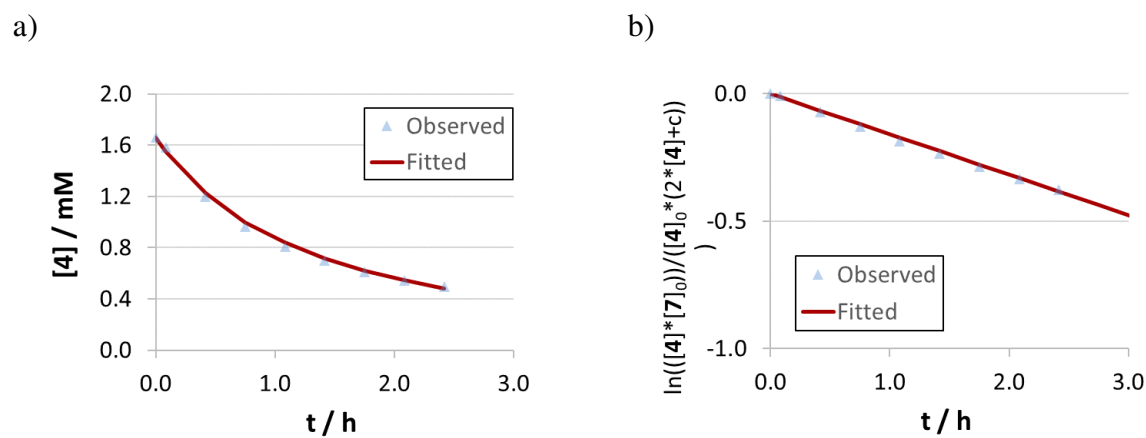 a)
2.0
1.6
1.2
0.8
0.4
0.0
[4] / mM
Observed
Fitted
0.0
1.0
2.0
3.0
t / h
b)
0.0
-0.5
-1.0
ln(([4]*[7]₀))/([4]₀*(2*[4]+c))
)
Observed
Fitted
0.0
1.0
2.0
3.0
t / h